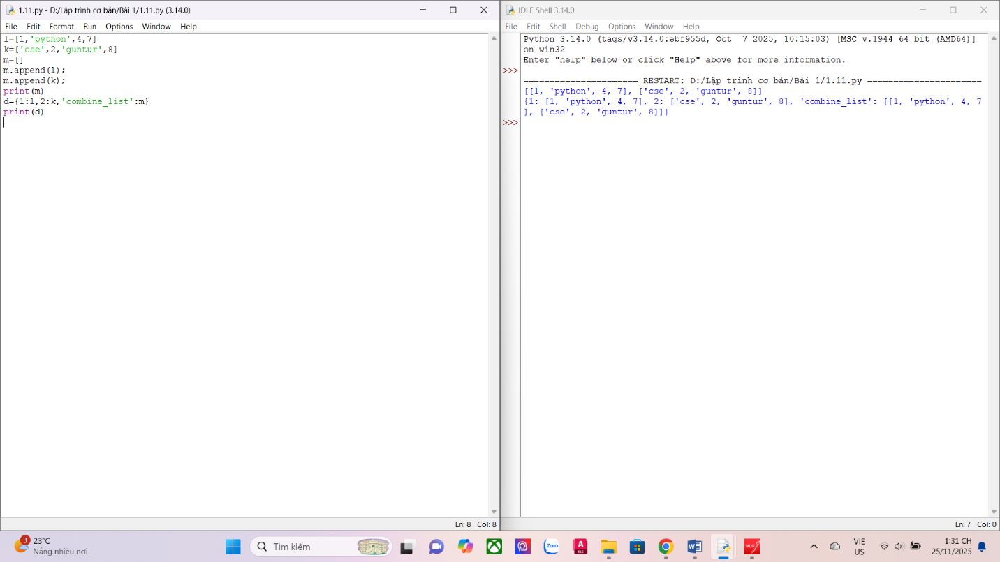 1.11.py - D:/Lập trình cơ bản/Bài 1/1.11.py (3.14.0)
File Edit Format Run Options Window Help
l=[1,'python',4,7]
k=['cse',2,'guntur',8]
m=[]
m.append(l);
m.append(k);
print(m)
d={1:l,2:k,'combine_list':m}
print(d)
Ln: 8 Col: 8
IDLE Shell 3.14.0
File Edit Shell Debug Options Window Help
Python 3.14.0 (tags/v3.14.0:ebf955d, Oct  7 2025, 10:15:03) [MSC v.1944 64 bit (AMD64)]
on win32
Enter "help" below or click "Help" above for more information.
>>>
====================== RESTART: D:/Lập trình cơ bản/Bài 1/1.11.py ======================
[[1, 'python', 4, 7], ['cse', 2, 'guntur', 8]]
{1: [1, 'python', 4, 7], 2: ['cse', 2, 'guntur', 8], 'combine_list': [[1, 'python', 4, 7
], ['cse', 2, 'guntur', 8]]}
>>>
Ln: 7 Col: 0
3
23°C
Nắng nhiều nơi
Tìm kiếm
Zalo
A
ELC
W
PDF
VIE
US
1:31 CH
25/11/2025